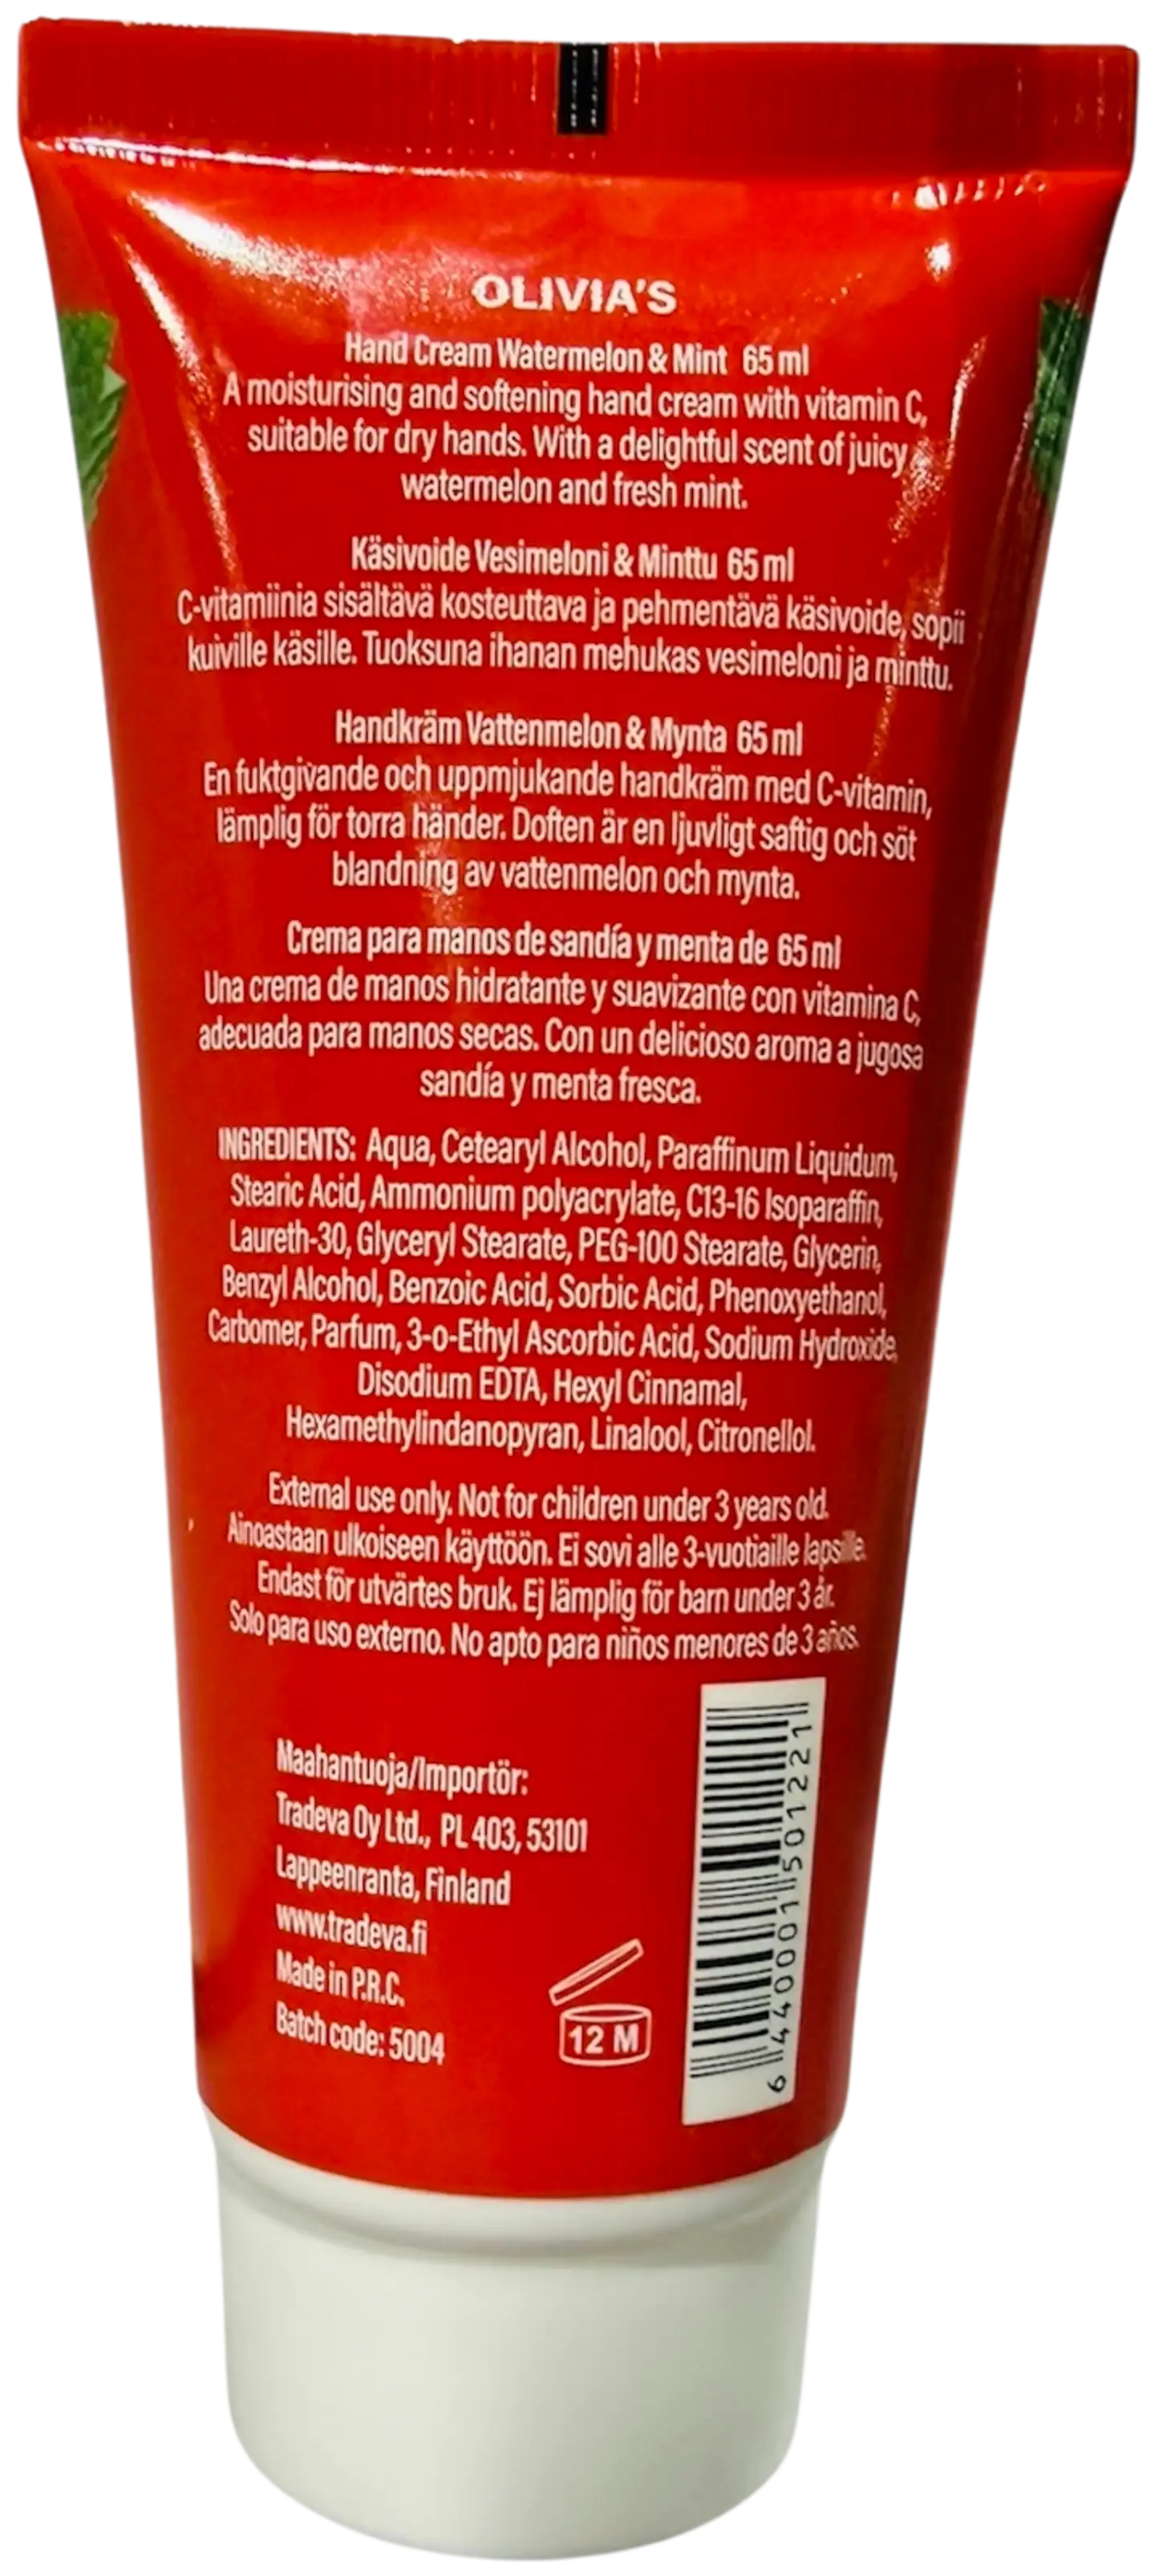 OLIVIA'S
Hand Cream Watermelon & Mint 65 ml
A moisturising and softening hand cream with vitamin C,
suitable for dry hands. With a delightful scent of juicy
watermelon and fresh mint.
Käsivoide Vesimeloni & Minttu 65 ml
C-vitamiinia sisältävä kosteuttava ja pehmentävä käsivoide, sopii
kuiville käsille. Tuoksuna ihanan mehukas vesimeloni ja minttu.
Handkräm Vattenmelon & Mynta 65 ml
En fuktgivande och uppmjukande handkräm med C-vitamin,
lämplig för torra händer. Doften är en ljuvligt saftig och söt
blandning av vattenmelon och mynta.
Crema para manos de sandía y menta de 65 ml
Una crema de manos hidratante y suavizante con vitamina C,
adecuada para manos secas. Con un delicioso aroma a jugosa
sandía y menta fresca.
INGREDIENTS: Aqua, Cetearyl Alcohol, Paraffinum Liquidum,
Stearic Acid, Ammonium polyacrylate, C13-16 Isoparaffin,
Laureth-30, Glyceryl Stearate, PEG-100 Stearate, Glycerin,
Benzyl Alcohol, Benzoic Acid, Sorbic Acid, Phenoxyethanol,
Carbomer, Parfum, 3-o-Ethyl Ascorbic Acid, Sodium Hydroxide,
Disodium EDTA, Hexyl Cinnamal,
Hexamethylindanopyran, Linalool, Citronellol.
External use only. Not for children under 3 years old.
Ainoastaan ulkoiseen käyttöön. Ei sovi alle 3-vuotiaille lapsille.
Endast för utvärtes bruk. Ej lämplig för barn under 3 år.
Solo para uso externo. No apto para niños menores de 3 años.
Maahantuoja/Importör:
Tradeva Oy Ltd., PL 403, 53101
Lappeenranta, Finland
www.tradeva.fi
Made in P.R.C.
Batch code: 5004
12 M
6 440001 501221